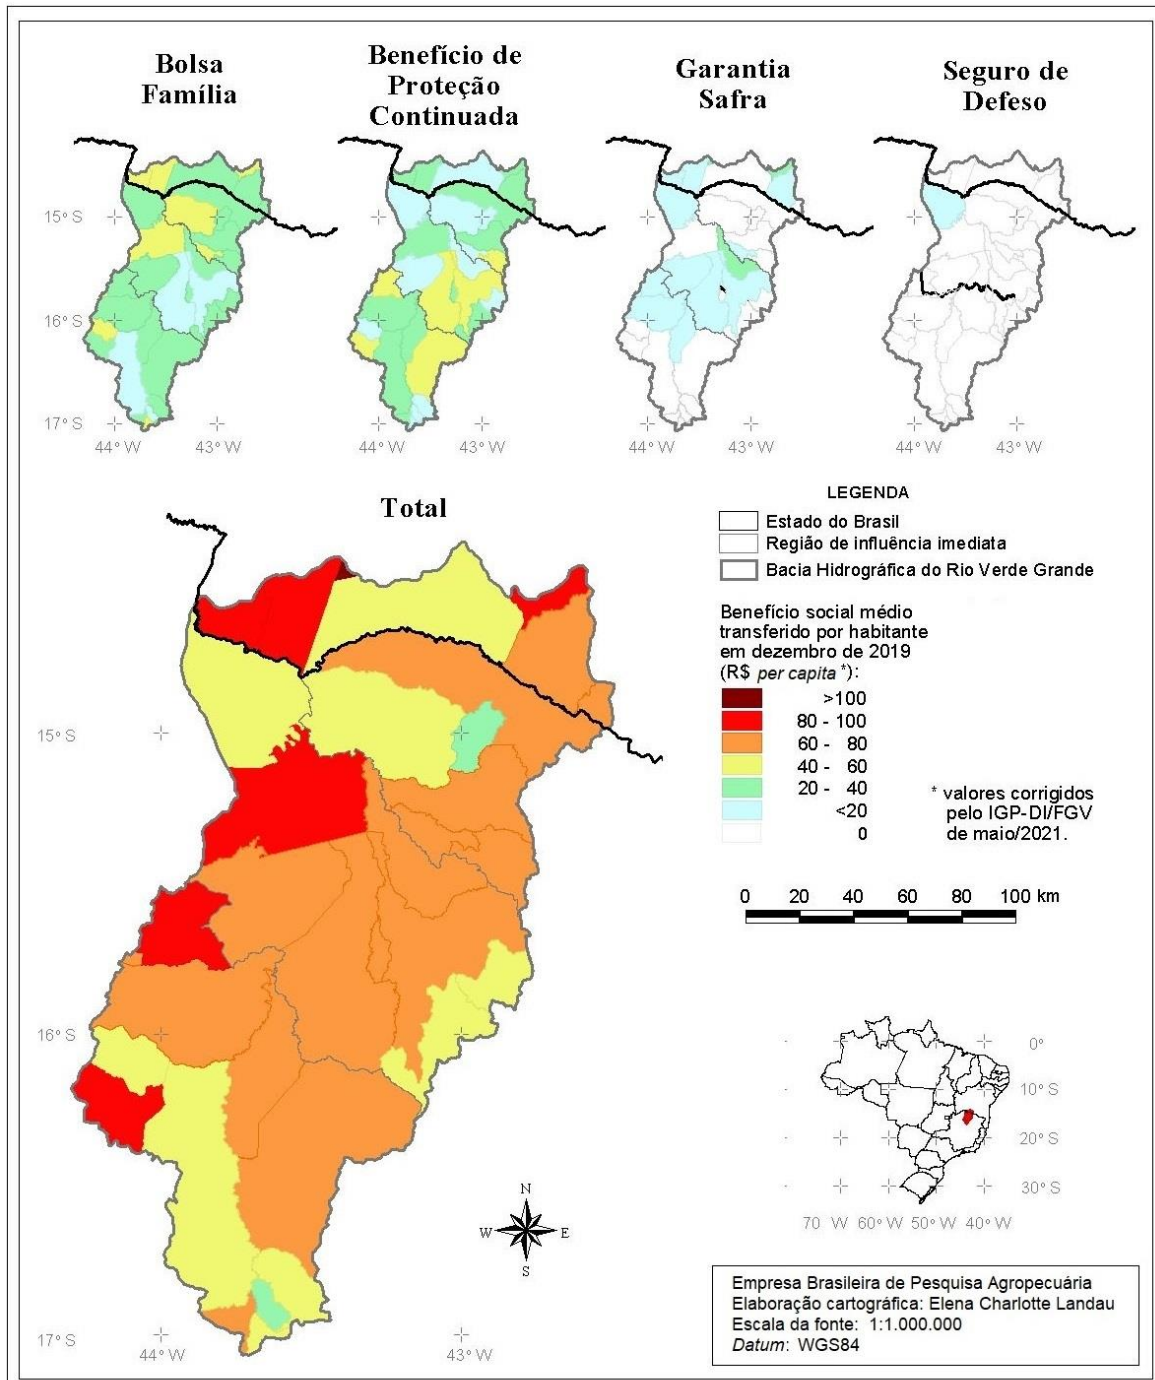 Bolsa
Família
Benefício de
Proteção
Continuada
Garantia
Safra
Seguro de
Defeso
15° S
16° S
17° S
44° W
43° W
44° W
43° W
44° W
43° W
44° W
43° W
Total
15° S
16° S
17° S
44° W
43° W
LEGENDA
Estado do Brasil
Região de influência imediata
Bacia Hidrográfica do Rio Verde Grande
Benefício social médio
transferido por habitante
em dezembro de 2019
(R$ per capita *):
>100
80 - 100
60 - 80
40 - 60
20 - 40
<20
0
* valores corrigidos
pelo IGP-DI/FGV
de maio/2021.
0 20 40 60 80 100 km
0°
10° S
20° S
30° S
70 W 60° W 50° W 40° W
N
W E
S
Empresa Brasileira de Pesquisa Agropecuária
Elaboração cartográfica: Elena Charlotte Landau
Escala da fonte: 1:1.000.000
Datum: WGS84